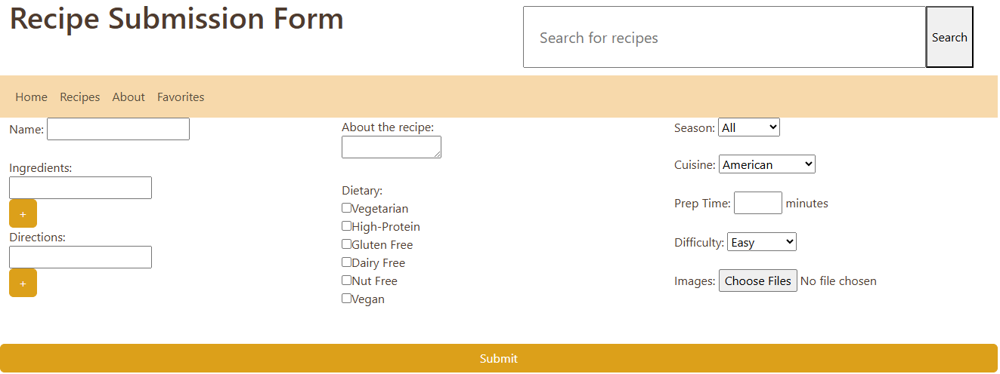 Recipe Submission Form
Search for recipes
Search
Home Recipes About Favorites
Name:
Ingredients:
+
Directions:
+
About the recipe:
Dietary:
Vegetarian
High-Protein
Gluten Free
Dairy Free
Nut Free
Vegan
Season: All
Cuisine: American
Prep Time: minutes
Difficulty: Easy
Images: Choose Files No file chosen
Submit